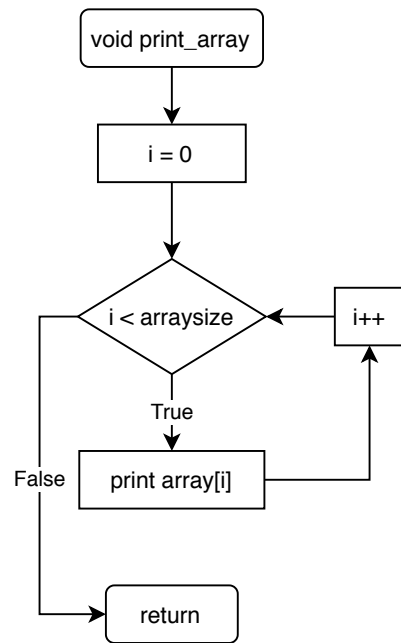 void print_array
i = 0
i < arraysize
i++
True
print array[i]
False
return